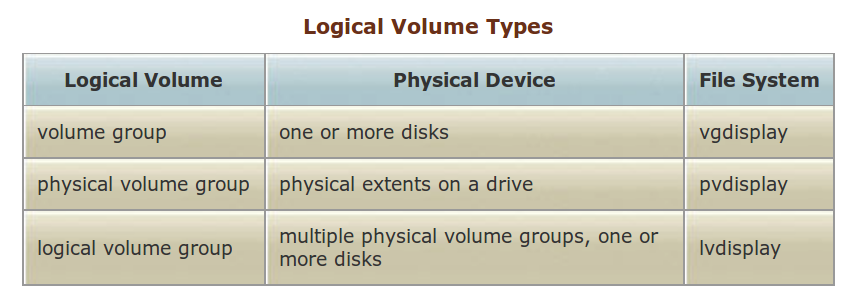 Logical Volume Types
Logical Volume Physical Device File System
volume group one or more disks vgdisplay
physical volume group physical extents on a drive pvdisplay
logical volume group multiple physical volume groups, one or more disks lvdisplay